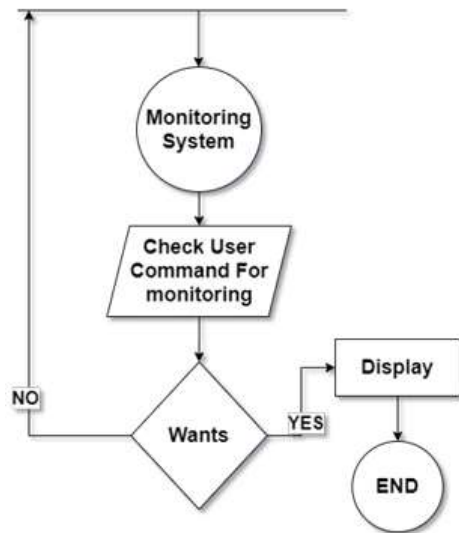 Monitoring
System
Check User
Command For
monitoring
Wants
NO
YES
Display
END